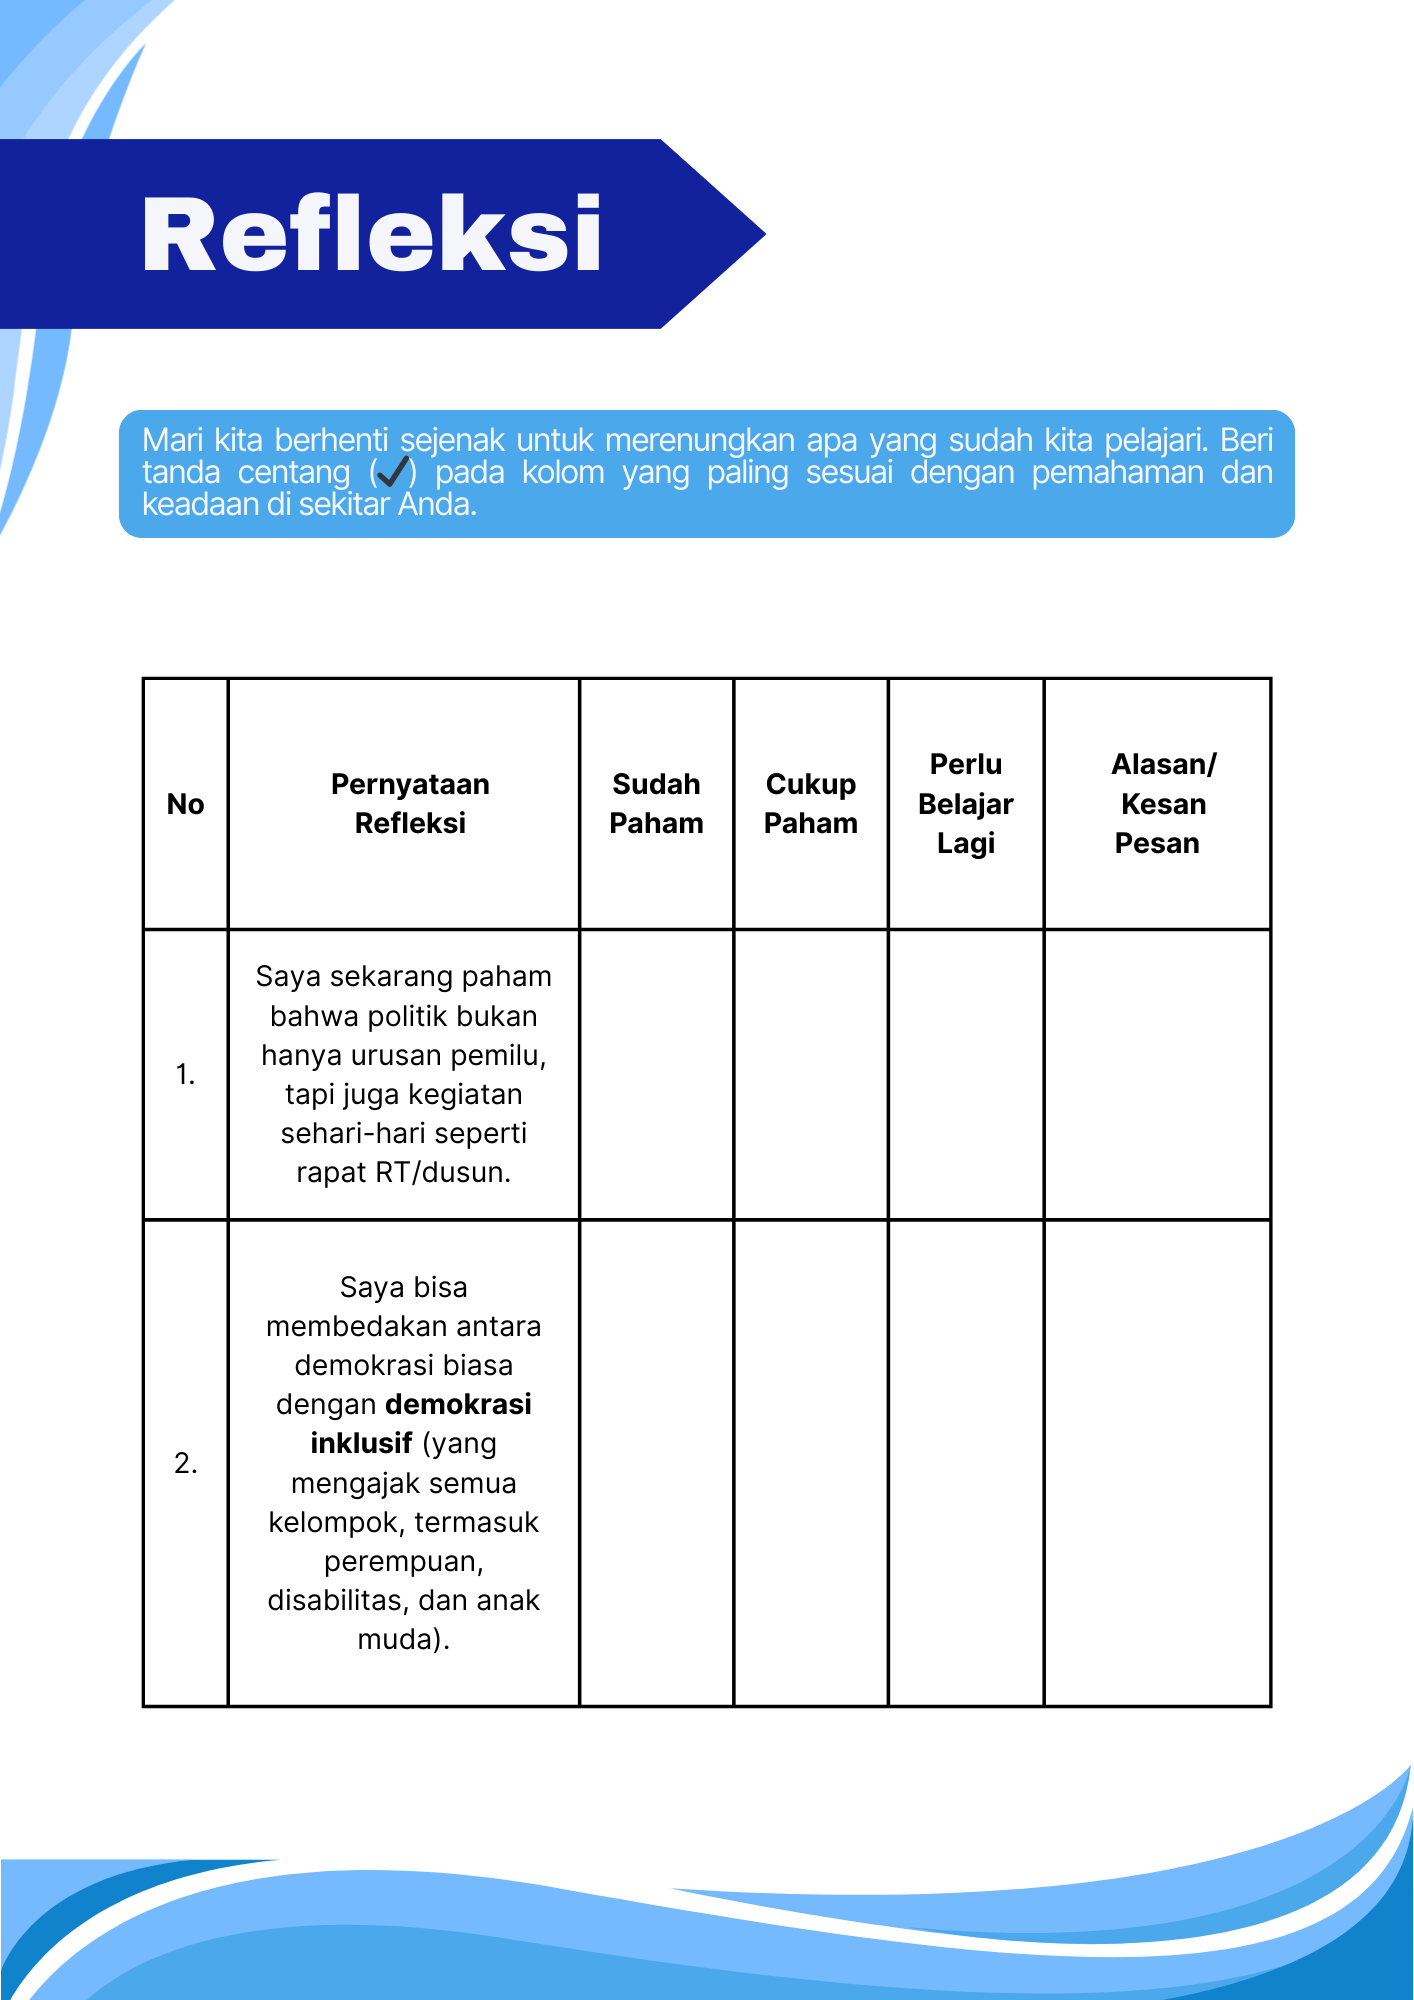 Refleksi
Mari kita berhenti sejenak untuk merenungkan apa yang sudah kita pelajari. Beri
tanda centang (✓) pada kolom yang paling sesuai dengan pemahaman dan
keadaan di sekitar Anda.
No
Pernyataan
Refleksi
Sudah
Paham
Cukup
Paham
Perlu
Belajar
Lagi
Alasan/
Kesan
Pesan
1.
Saya sekarang paham
bahwa politik bukan
hanya urusan pemilu,
tapi juga kegiatan
sehari-hari seperti
rapat RT/dusun.
2.
Saya bisa
membedakan antara
demokrasi biasa
dengan demokrasi
inklusif (yang
mengajak semua
kelompok, termasuk
perempuan,
disabilitas, dan anak
muda).